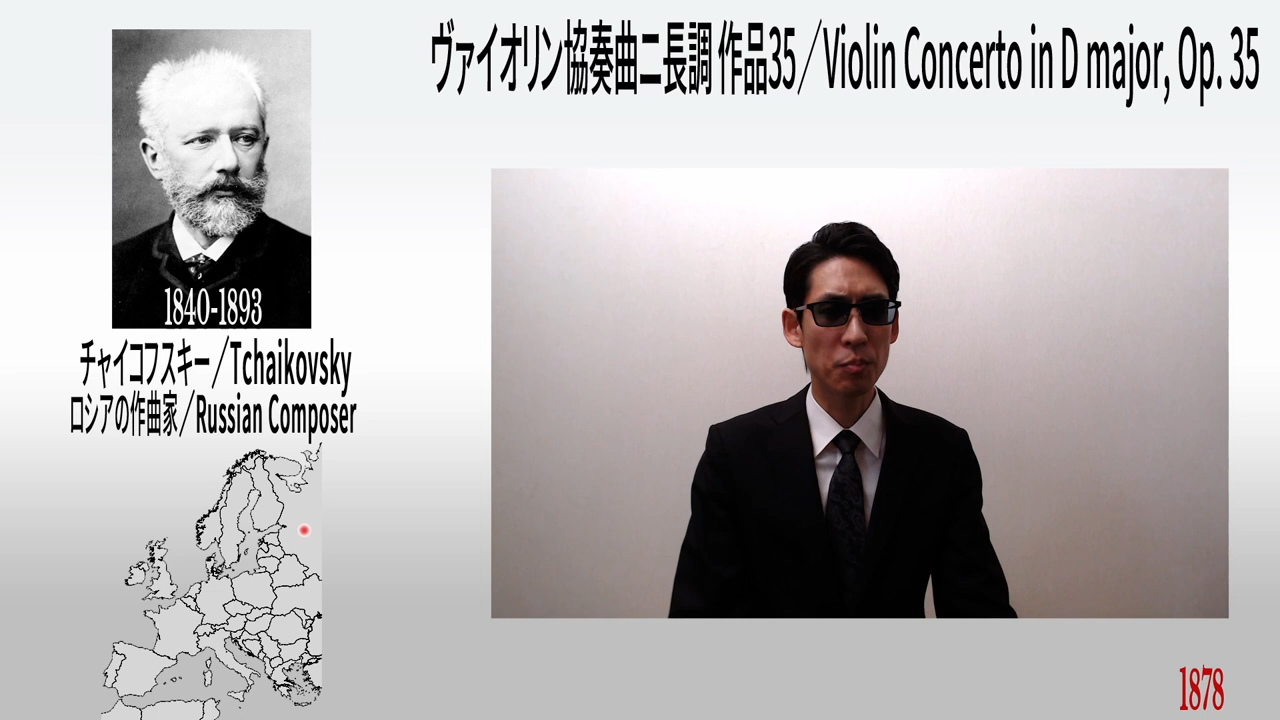 ヴァイオリン協奏曲ニ長調 作品35／Violin Concerto in D major, Op. 35
1840-1893
チャイコフスキー／Tchaikovsky
ロシアの作曲家／Russian Composer
1878